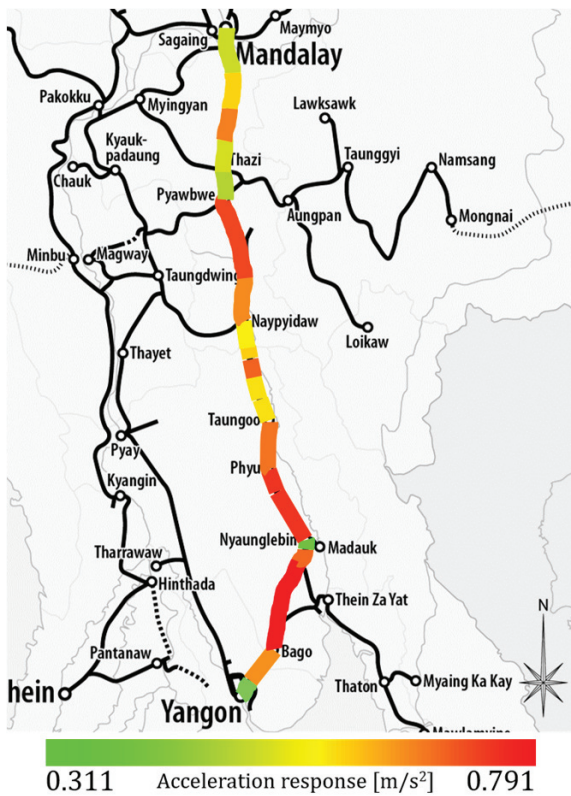 Maymyo
Sagaing
Mandalay
Pakokku
Myingyan
Lawksawk
Kyauk-
padaung
Thazi
Taunggyi
Namsang
Chauk
Pyawbwe
Aungpan
Mongnai
Minbu
Magway
Taungdwing
Naypyidaw
Loikaw
Thayet
Taungoo
Pyay
Phyu
Kyangin
Nyaunglebin
Madauk
Tharrawaw
Hinthada
Thein Za Yat
N
Pantanaw
Bago
Thaton
Myaing Ka Kay
hein
Yangon
0.311 Acceleration response [m/s²] 0.791